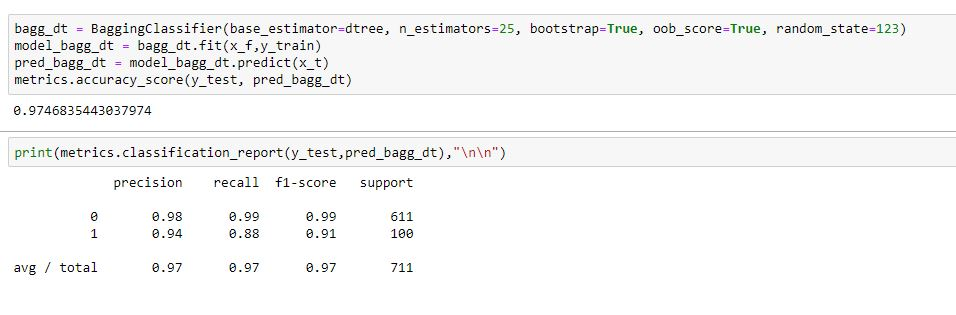 bagg_dt = BaggingClassifier(base_estimator=dtree, n_estimators=25, bootstrap=True, oob_score=True, random_state=123)
model_bagg_dt = bagg_dt.fit(x_f,y_train)
pred_bagg_dt = model_bagg_dt.predict(x_t)
metrics.accuracy_score(y_test, pred_bagg_dt)
0.9746835443037974
print(metrics.classification_report(y_test,pred_bagg_dt),"\n\n")
precision recall f1-score support
0 0.98 0.99 0.99 611
1 0.94 0.88 0.91 100
avg / total 0.97 0.97 0.97 711